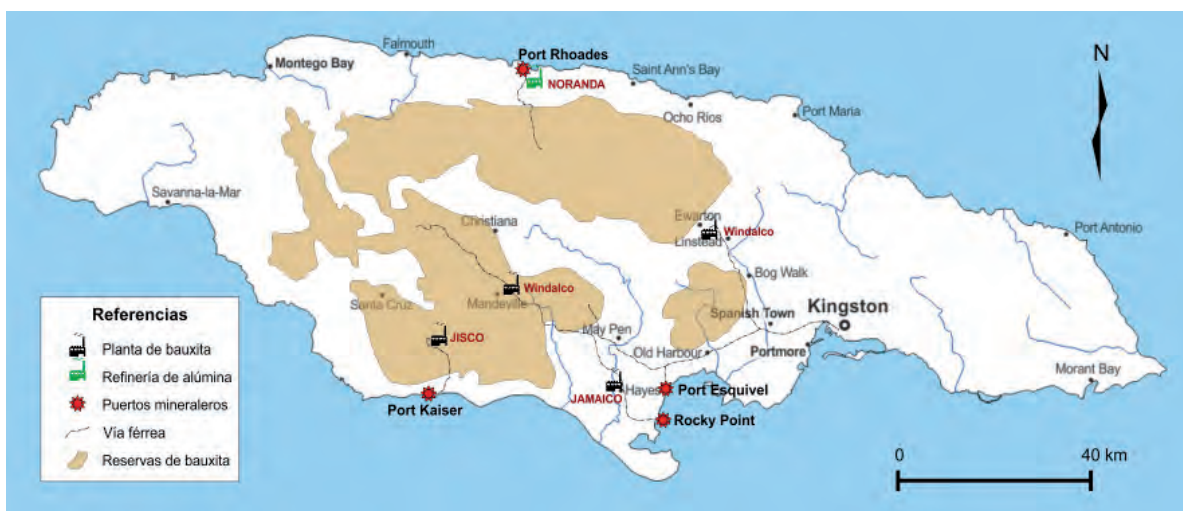 Falmouth
Port Rhoades
N
Montego Bay
NORANDA
Saint Ann's Bay
Ocho Rios
Port Maria
Savanna-la-Mar
Christiana
Ewarton
Windalco
Linstead
Port Antonio
Bog Walk
Windalco
Santa Cruz
Mandeville
Kingston
Spanish Town
JISCO
May Pen
Old Harbour
Portmore
Morant Bay
Hayes
Port Esquivel
JAMAICO
Port Kaiser
Rocky Point
Referencias
Planta de bauxita
Refinería de alúmina
Puertos mineraleros
Vía férrea
Reservas de bauxita
0
40 km